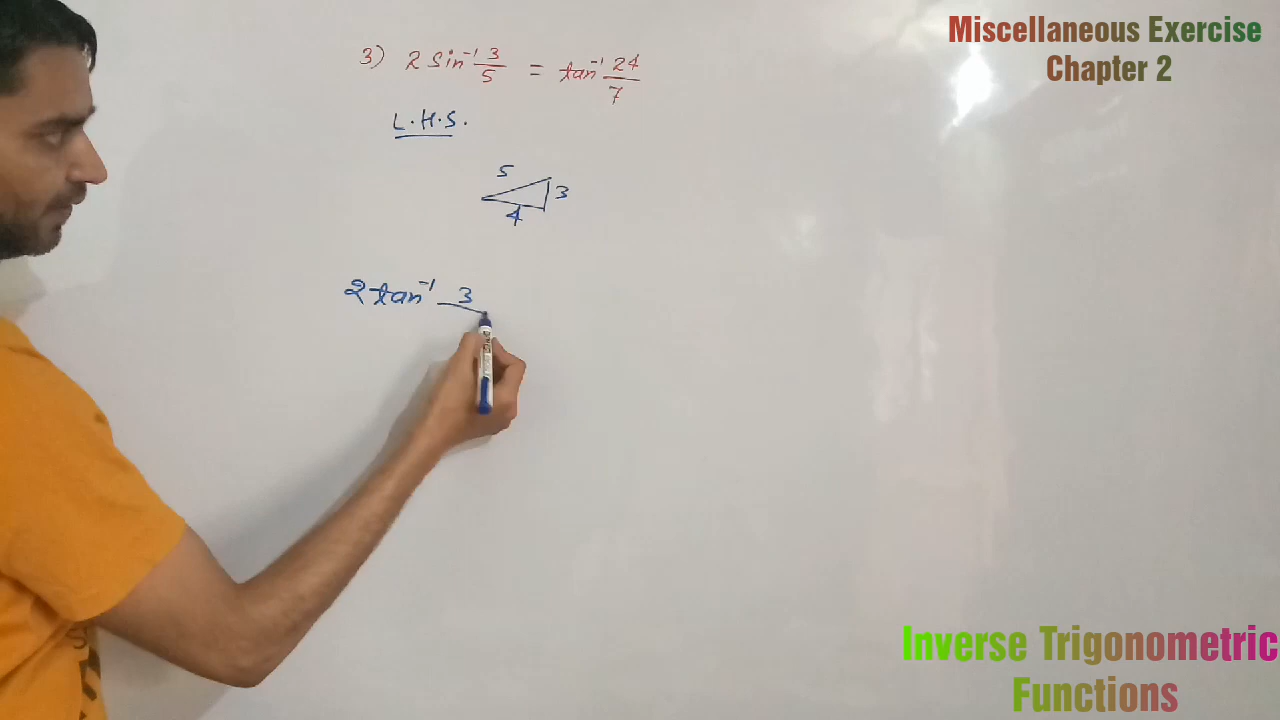 Miscellaneous Exercise
Chapter 2
3) 2 sin⁻¹ 3/5 = tan⁻¹ 24/7
L.H.S.
5
3
4
2 tan⁻¹ 3
Inverse Trigonometric
Functions